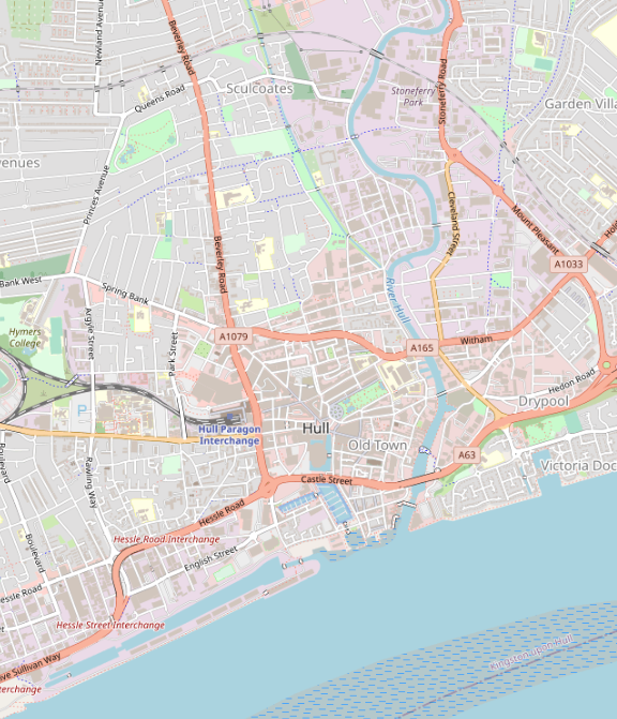 Newland Avenue
Beverley Road
Sculcoates
Queens Road
Stoneferry
Park
Stoneferry Road
Garden Villa
venues
Princes Avenue
Cleveland Street
Mount Pleasant
Beverley Road
A1033
Bank West
Spring Bank
River Hull
Hymers
College
Argyle Street
Park Street
A1079
A165
Witham
Hedon Road
Drypool
P
Hull Paragon
Interchange
Hull
Old Town
A63
Victoria Doc
Boulevard
Rawling Way
Castle Street
Hessle Road
Hessle Road Interchange
Boulevard
English Street
essle Road
Hessle Street Interchange
ive Sullivan Way
terchange
Kingston upon Hull